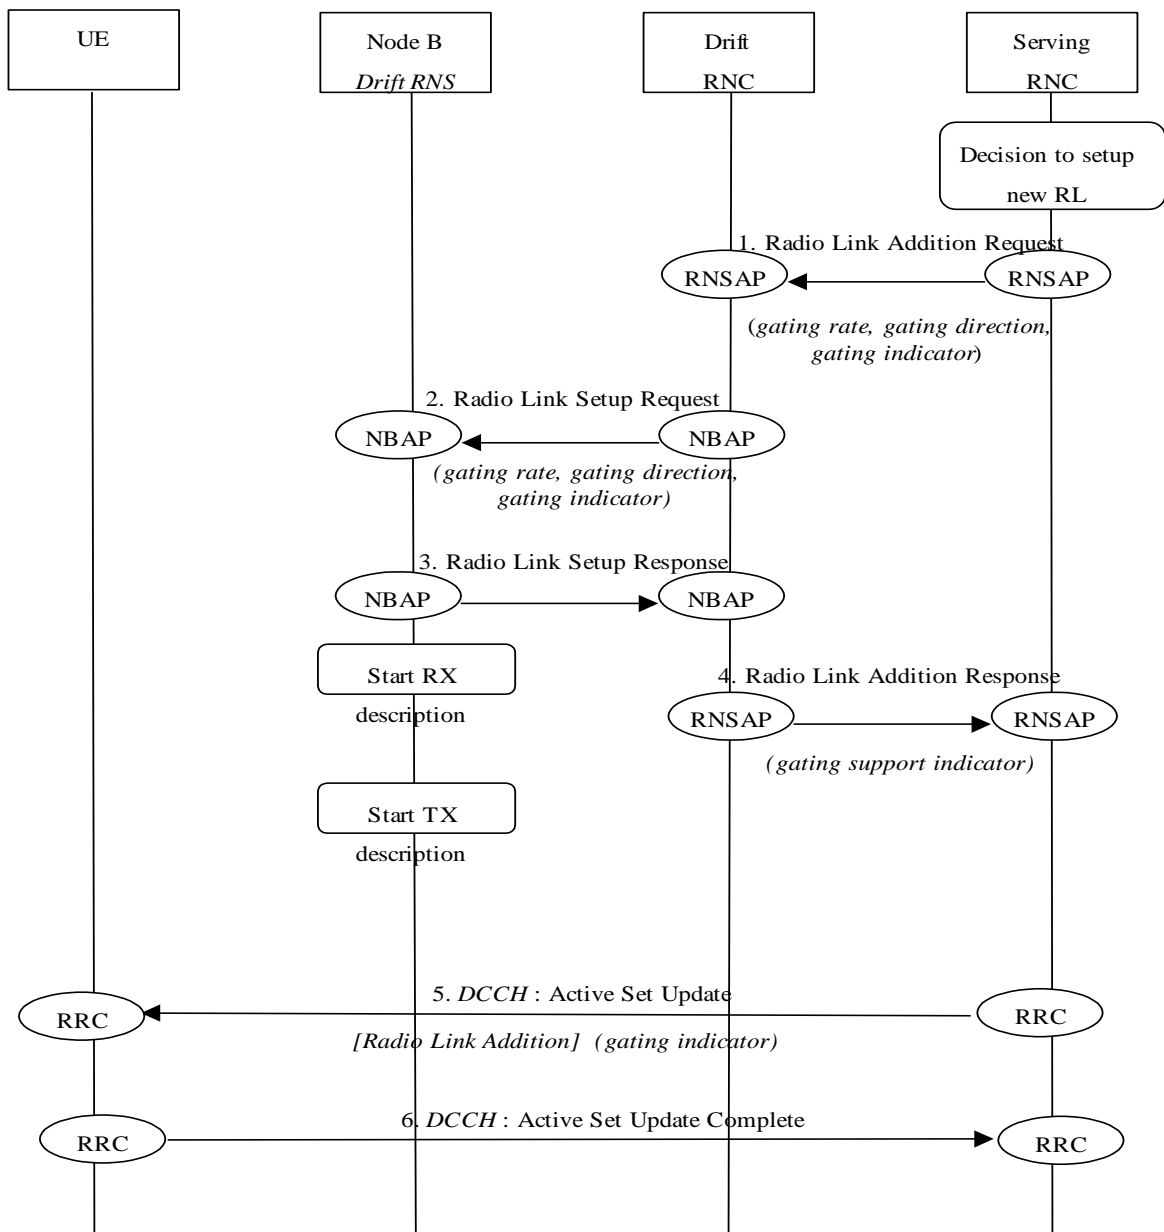 UE
Node B
Drift RNS
Drift
RNC
Serving
RNC
Decision to setup
new RL
1. Radio Link Addition Request
RNSAP
RNSAP
(gating rate, gating direction,
gating indicator)
2. Radio Link Setup Request
NBAP
NBAP
(gating rate, gating direction,
gating indicator)
3. Radio Link Setup Response
NBAP
NBAP
Start RX
description
4. Radio Link Addition Response
RNSAP
RNSAP
(gating support indicator)
Start TX
description
5. DCCH : Active Set Update
RRC
RRC
[Radio Link Addition] (gating indicator)
6. DCCH : Active Set Update Complete
RRC
RRC